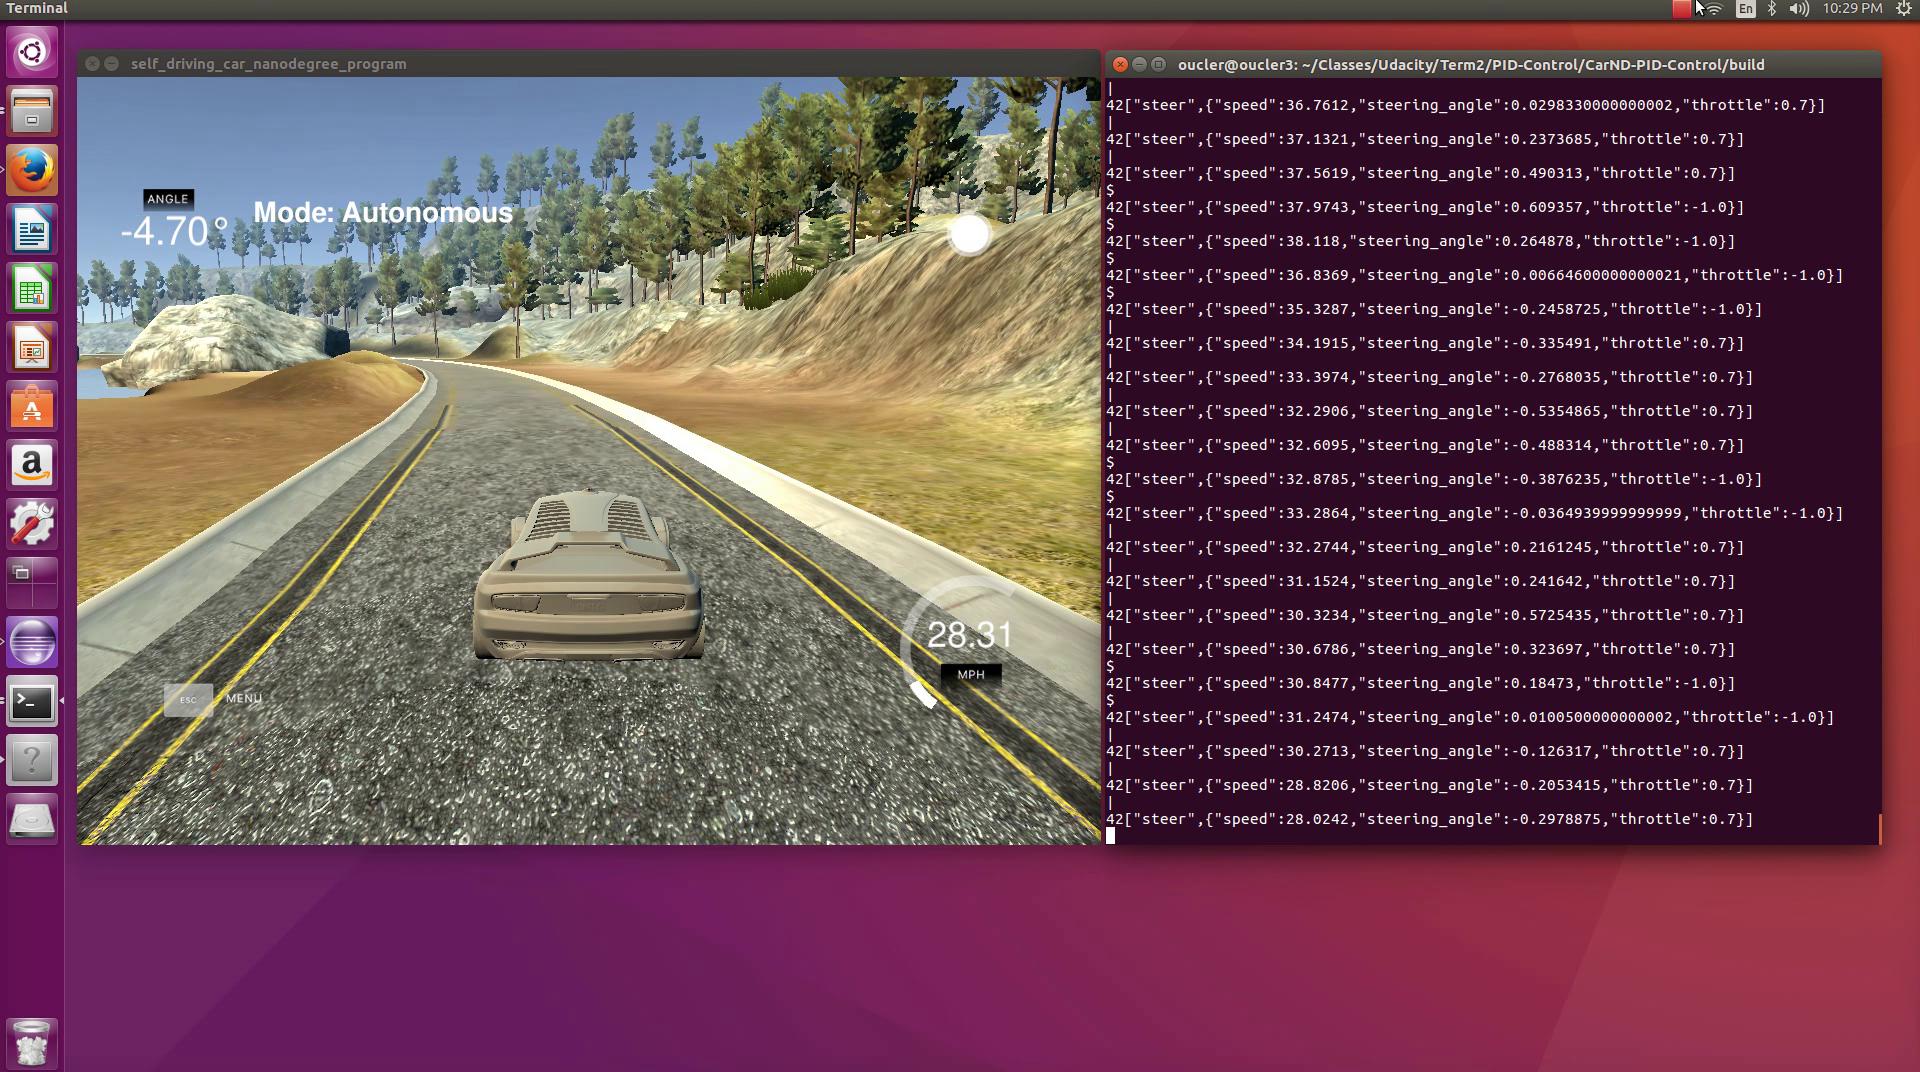 Terminal
En
10:29 PM
self_driving_car_nanodegree_program
ANGLE
-4.70°
Mode: Autonomous
28.31
MPH
ESC
MENU
oucler@oucler3: ~/Classes/Udacity/Term2/PID-Control/CarND-PID-Control/build
|
42["steer",{"speed":36.7612,"steering_angle":0.0298330000000002,"throttle":0.7}]
|
42["steer",{"speed":37.1321,"steering_angle":0.2373685,"throttle":0.7}]
|
42["steer",{"speed":37.5619,"steering_angle":0.490313,"throttle":0.7}]
$
42["steer",{"speed":37.9743,"steering_angle":0.609357,"throttle":-1.0}]
$
42["steer",{"speed":38.118,"steering_angle":0.264878,"throttle":-1.0}]
$
42["steer",{"speed":36.8369,"steering_angle":0.00664600000000021,"throttle":-1.0}]
$
42["steer",{"speed":35.3287,"steering_angle":-0.2458725,"throttle":-1.0}]
|
42["steer",{"speed":34.1915,"steering_angle":-0.335491,"throttle":0.7}]
|
42["steer",{"speed":33.3974,"steering_angle":-0.2768035,"throttle":0.7}]
|
42["steer",{"speed":32.2906,"steering_angle":-0.5354865,"throttle":0.7}]
|
42["steer",{"speed":32.6095,"steering_angle":-0.488314,"throttle":0.7}]
$
42["steer",{"speed":32.8785,"steering_angle":-0.3876235,"throttle":-1.0}]
$
42["steer",{"speed":33.2864,"steering_angle":-0.0364939999999999,"throttle":-1.0}]
|
42["steer",{"speed":32.2744,"steering_angle":0.2161245,"throttle":0.7}]
|
42["steer",{"speed":31.1524,"steering_angle":0.241642,"throttle":0.7}]
|
42["steer",{"speed":30.3234,"steering_angle":0.5725435,"throttle":0.7}]
|
42["steer",{"speed":30.6786,"steering_angle":0.323697,"throttle":0.7}]
$
42["steer",{"speed":30.8477,"steering_angle":0.18473,"throttle":-1.0}]
$
42["steer",{"speed":31.2474,"steering_angle":0.0100500000000002,"throttle":-1.0}]
|
42["steer",{"speed":30.2713,"steering_angle":-0.126317,"throttle":0.7}]
|
42["steer",{"speed":28.8206,"steering_angle":-0.2053415,"throttle":0.7}]
|
42["steer",{"speed":28.0242,"steering_angle":-0.2978875,"throttle":0.7}]